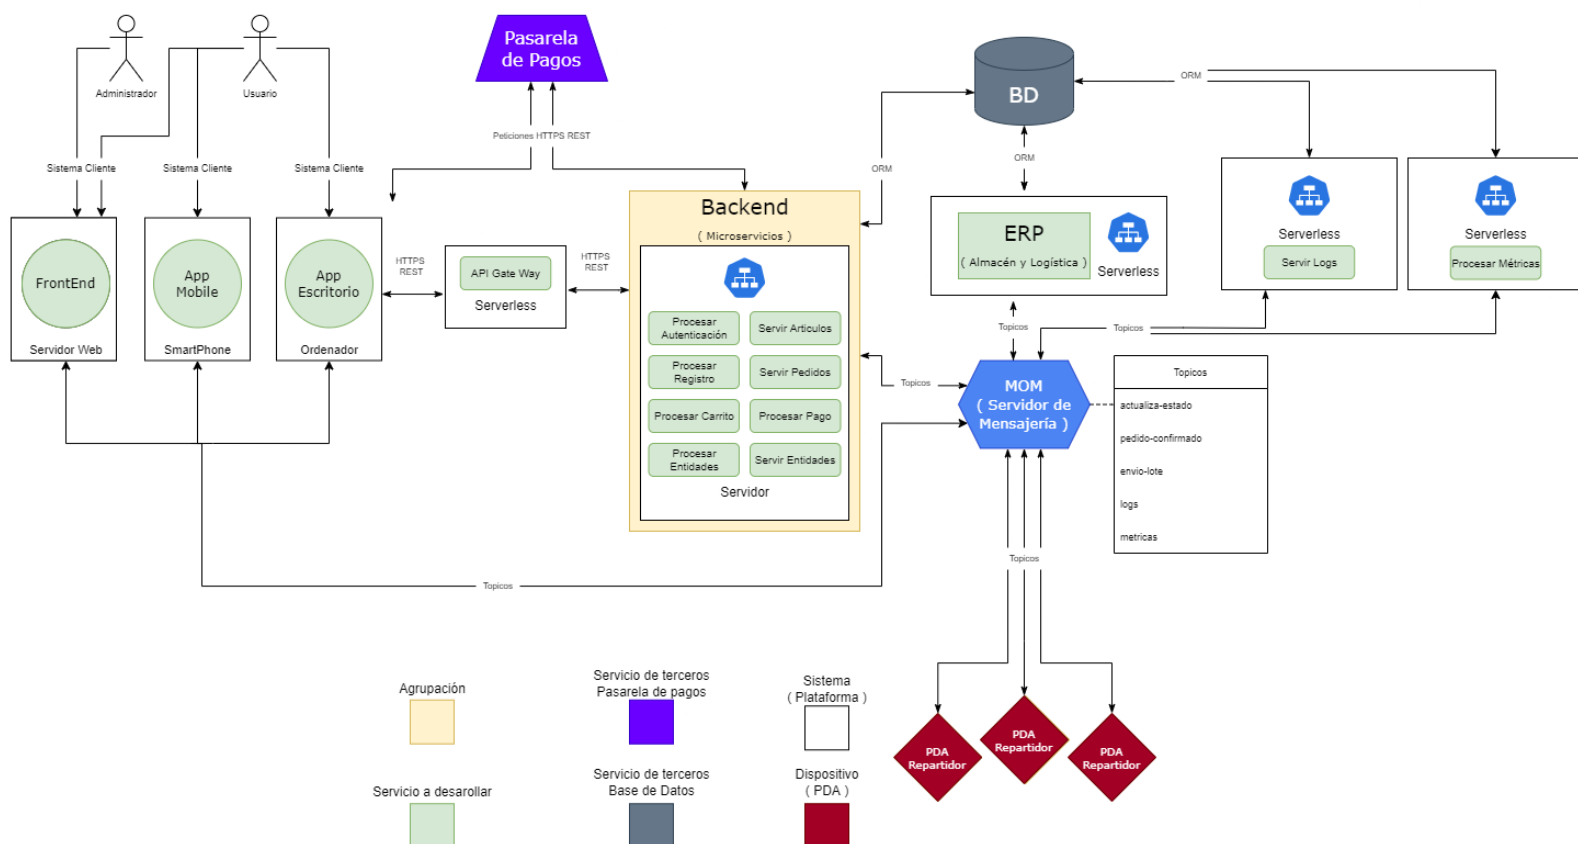 Pasarela
de Pagos
BD
ORM
Administrador
Usuario
Peticiones HTTPS REST
Sistema Cliente
Sistema Cliente
Sistema Cliente
ORM
ORM
Backend
( Microservicios )
ERP
( Almacén y Logística )
Serverless
Serverless
Servir Logs
Serverless
Procesar Métricas
FrontEnd
Servidor Web
App
Mobile
SmartPhone
App
Escritorio
Ordenador
HTTPS
REST
API Gate Way
Serverless
HTTPS
REST
Procesar
Autenticación
Servir Articulos
Procesar
Registro
Servir Pedidos
Procesar Carrito
Procesar Pago
Procesar
Entidades
Servir Entidades
Servidor
Topicos
Topicos
Topicos
MOM
( Servidor de
Mensajería )
Topicos
actualiza-estado
pedido-confirmado
envio-lote
logs
metricas
Topicos
Topicos
PDA
Repartidor
PDA
Repartidor
PDA
Repartidor
Agrupación
Servicio de terceros
Pasarela de pagos
Sistema
( Plataforma )
Servicio a desarollar
Servicio de terceros
Base de Datos
Dispositivo
( PDA )